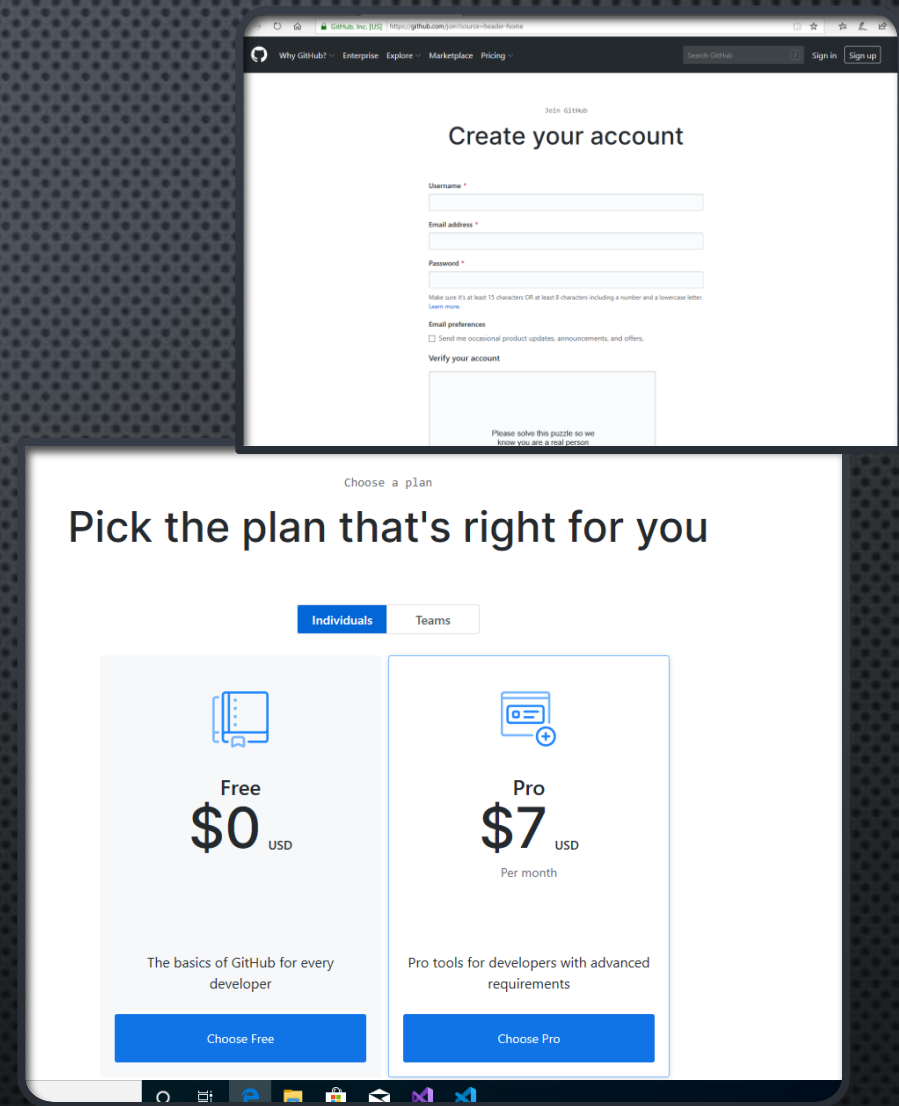 GitHub, Inc. [US] https://github.com/join?source=header-home
Why GitHub? Enterprise Explore Marketplace Pricing Search GitHub / Sign in Sign up
Join GitHub
Create your account
Username *
Email address *
Password *
Make sure it's at least 15 characters OR at least 8 characters including a number and a lowercase letter.
Learn more.
Email preferences
Send me occasional product updates, announcements, and offers.
Verify your account
Please solve this puzzle so we
know you are a real person
Choose a plan
Pick the plan that's right for you
Individuals Teams
Free
$0 USD
The basics of GitHub for every
developer
Choose Free
Pro
$7 USD
Per month
Pro tools for developers with advanced
requirements
Choose Pro